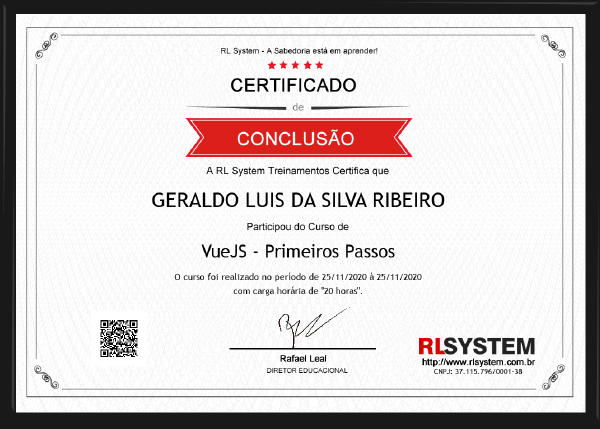 RL System - A Sabedoria está em aprender!
CERTIFICADO
de
CONCLUSÃO
A RL System Treinamentos Certifica que
GERALDO LUIS DA SILVA RIBEIRO
Participou do Curso de
VueJS - Primeiros Passos
O curso foi realizado no período de 25/11/2020 à 25/11/2020
com carga horária de "20 horas".
Rafael Leal
DIRETOR EDUCACIONAL
RLSYSTEM
http://www.rlsystem.com.br
CNPJ: 37.115.796/0001-38